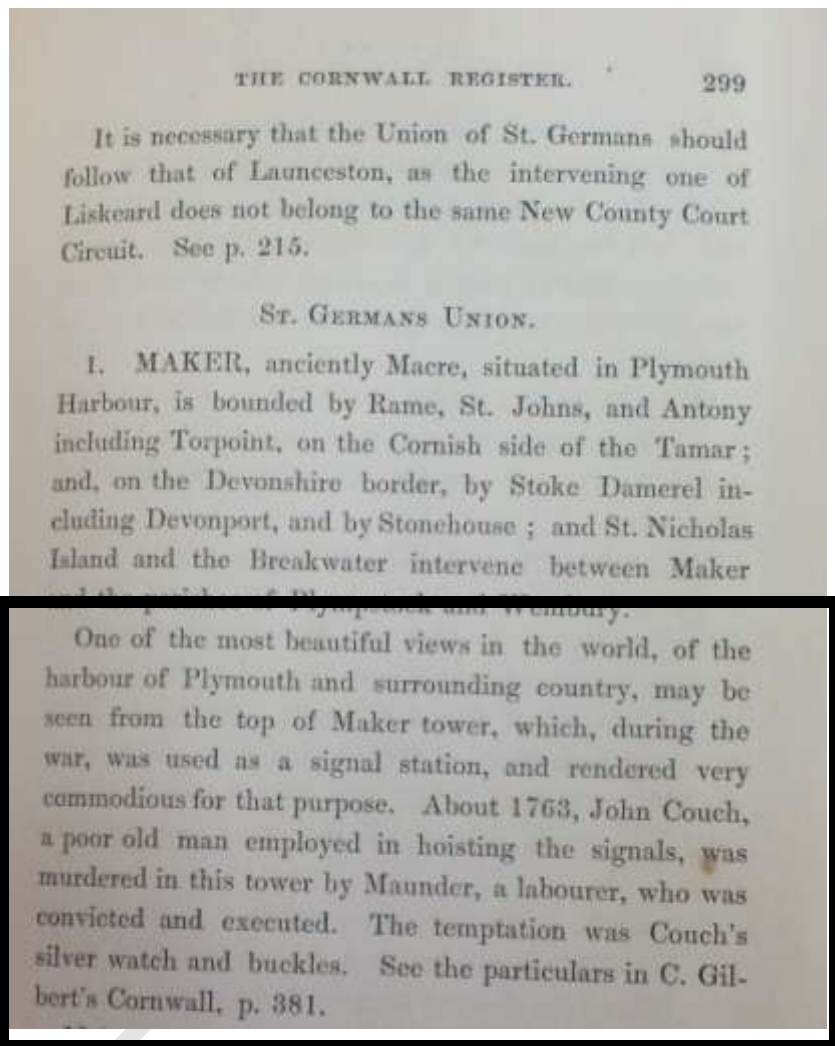 THE CORNWALL REGISTER. 299
It is necessary that the Union of St. Germans should
follow that of Launceston, as the intervening one of
Liskeard does not belong to the same New County Court
Circuit. See p. 215.
St. Germans Union.
1. MAKER, anciently Macre, situated in Plymouth
Harbour, is bounded by Rame, St. Johns, and Antony
including Torpoint, on the Cornish side of the Tamar;
and, on the Devonshire border, by Stoke Damerel in-
cluding Devonport, and by Stonehouse; and St. Nicholas
Island and the Breakwater intervene between Maker
and the parishes of Plympstock and Wembury.
One of the most beautiful views in the world, of the
harbour of Plymouth and surrounding country, may be
seen from the top of Maker tower, which, during the
war, was used as a signal station, and rendered very
commodious for that purpose. About 1763, John Couch,
a poor old man employed in hoisting the signals, was
murdered in this tower by Maunder, a labourer, who was
convicted and executed. The temptation was Couch's
silver watch and buckles. See the particulars in C. Gil-
bert's Cornwall, p. 381.